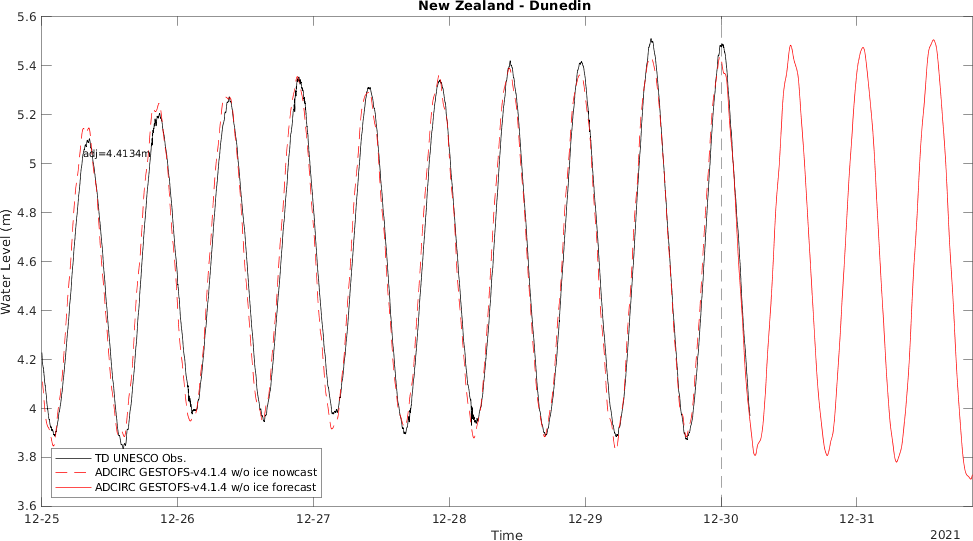 New Zealand - Dunedin
5.6
5.4
5.2
5
4.8
4.6
4.4
4.2
4
3.8
3.6
Water Level (m)
adj=4.4134m
TD UNESCO Obs.
ADCIRC GESTOFS-v4.1.4 w/o ice nowcast
ADCIRC GESTOFS-v4.1.4 w/o ice forecast
12-25
12-26
12-27
12-28
12-29
12-30
12-31
Time
2021